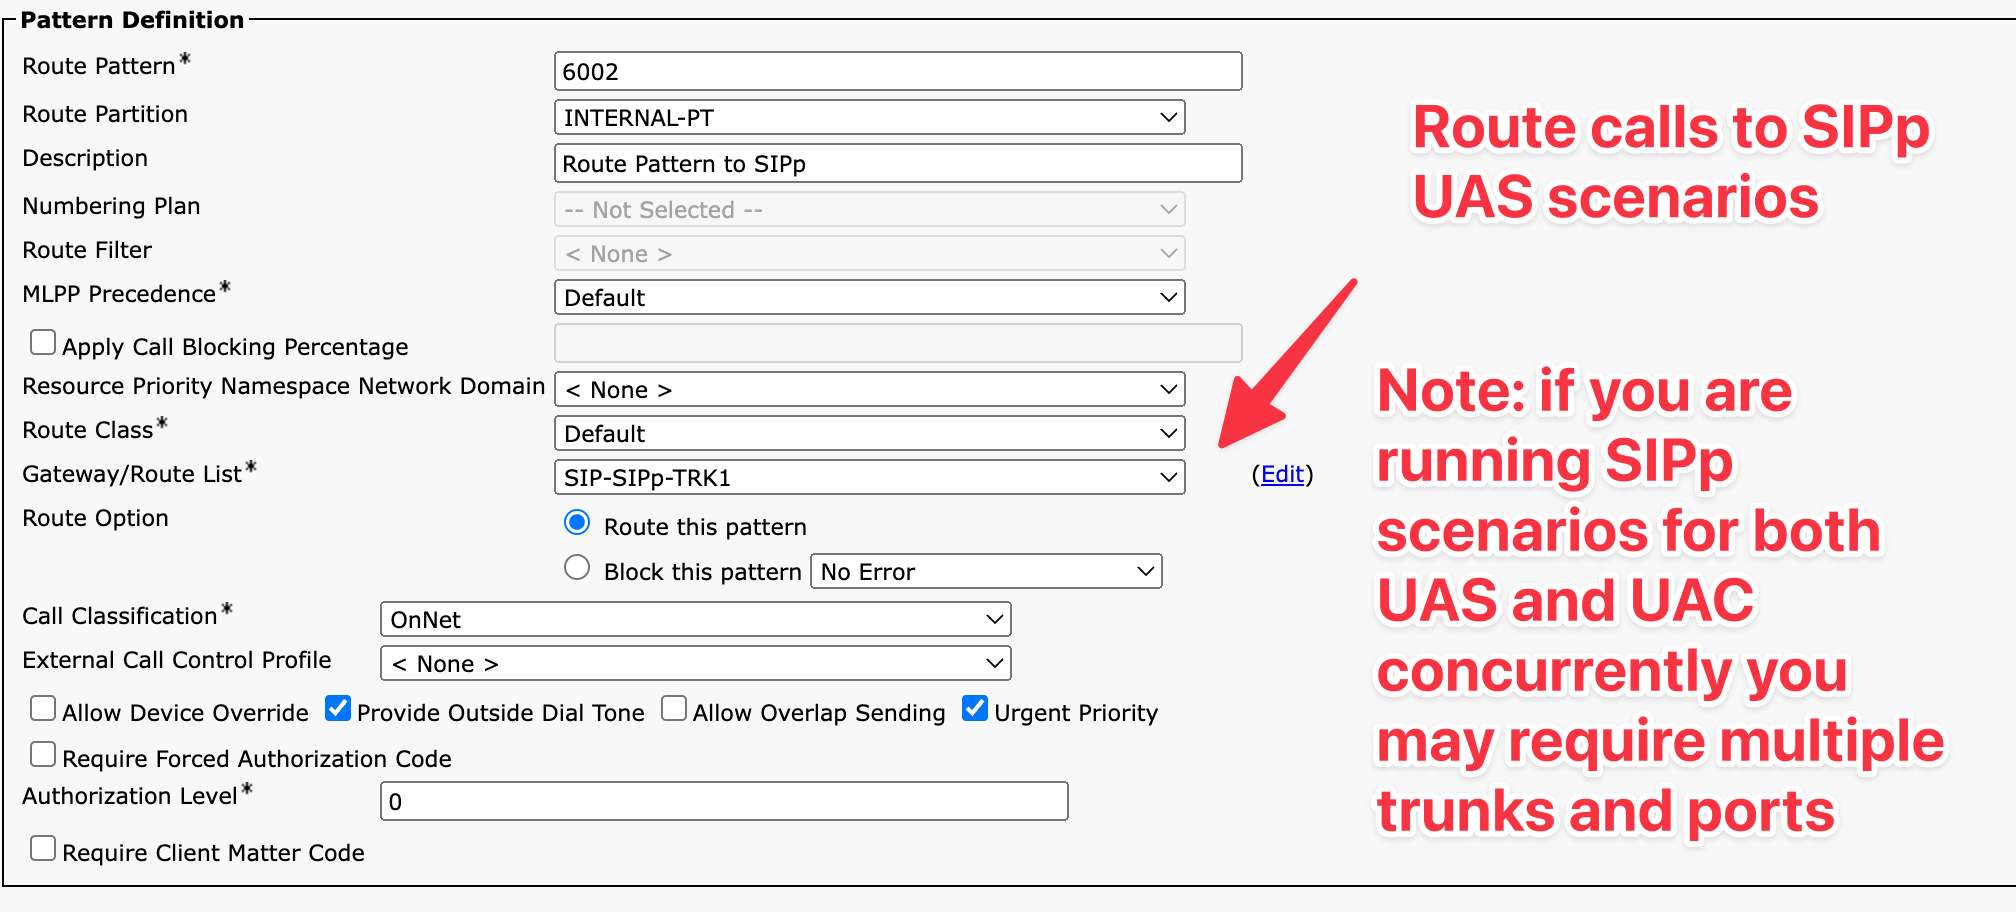 Pattern Definition
Route Pattern* 6002
Route Partition INTERNAL-PT
Description Route Pattern to SIPp
Numbering Plan -- Not Selected --
Route Filter < None >
MLPP Precedence* Default
Apply Call Blocking Percentage
Resource Priority Namespace Network Domain < None >
Route Class* Default
Gateway/Route List* SIP-SIPp-TRK1 (Edit)
Route Option Route this pattern
Block this pattern No Error
Call Classification* OnNet
External Call Control Profile < None >
Allow Device Override Provide Outside Dial Tone Allow Overlap Sending Urgent Priority
Require Forced Authorization Code
Authorization Level* 0
Require Client Matter Code
Route calls to SIPp
UAS scenarios
Note: if you are
running SIPp
scenarios for both
UAS and UAC
concurrently you
may require multiple
trunks and ports